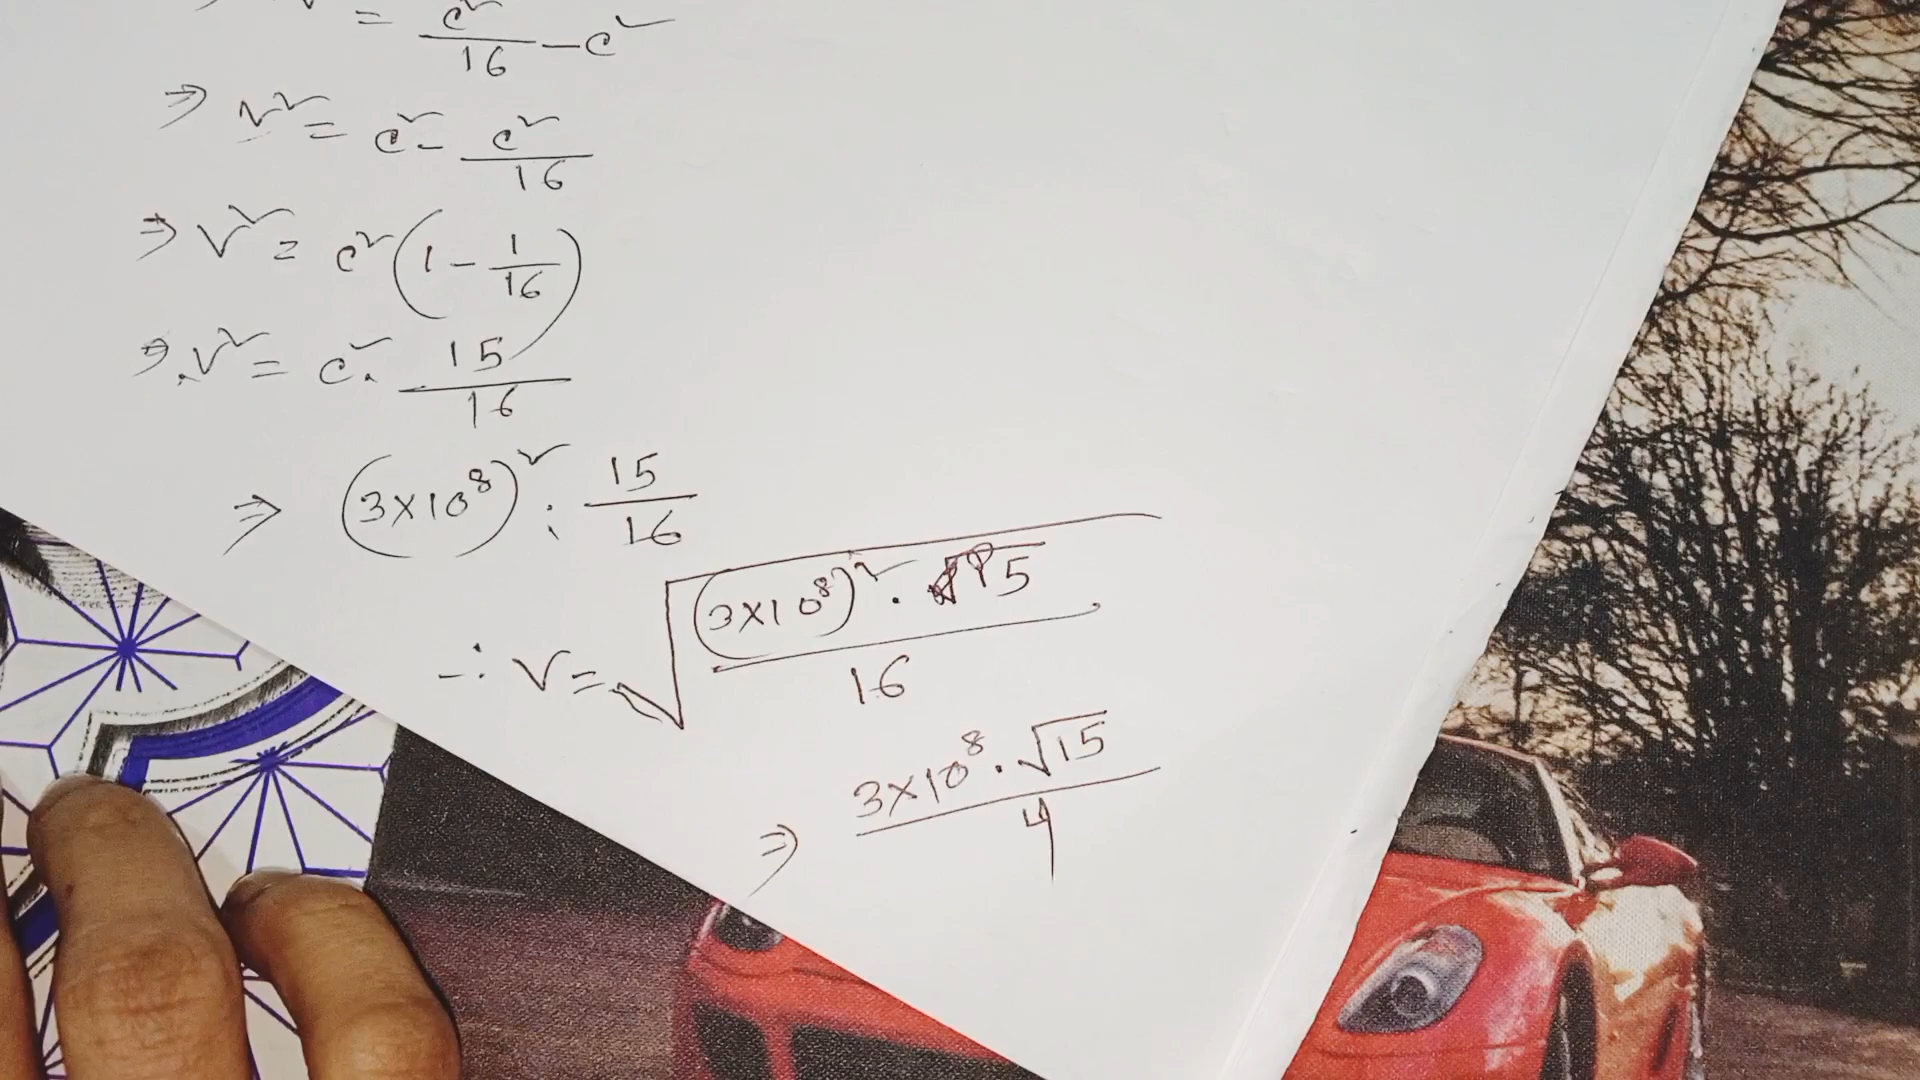 = c²/16 - c²
⇒ v² = c² - c²/16
⇒ v² = c² (1 - 1/16)
⇒ v² = c² . 15/16
⇒ (3×10⁸)² . 15/16
∴ v = √((3×10⁸)² . 15 / 16)
⇒ 3×10⁸ . √15 / 4